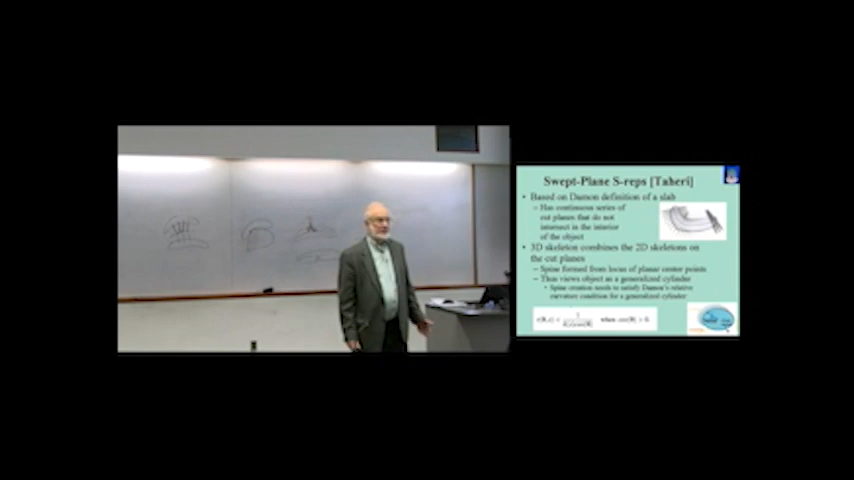 Swept-Plane S-reps [Taheri]
• Based on Damon definition of a slab
– Has continuous series of
cut planes that do not
intersect in the interior
of the object
• 3D skeleton combines the 2D skeletons on
the cut planes
– Spine formed from locus of planar center points
– Thus views object as a generalized cylinder
• Spine creation needs to satisfy Damon's relative
curvature condition for a generalized cylinder
when